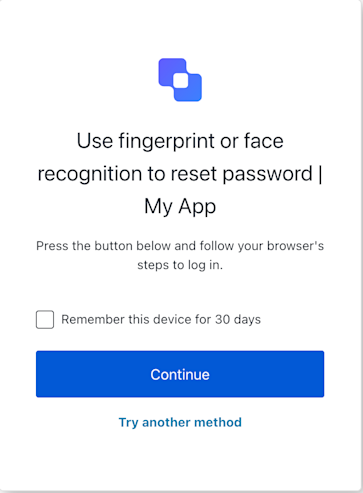 Use fingerprint or face
recognition to reset password |
My App
Press the button below and follow your browser's
steps to log in.
Remember this device for 30 days
Continue
Try another method